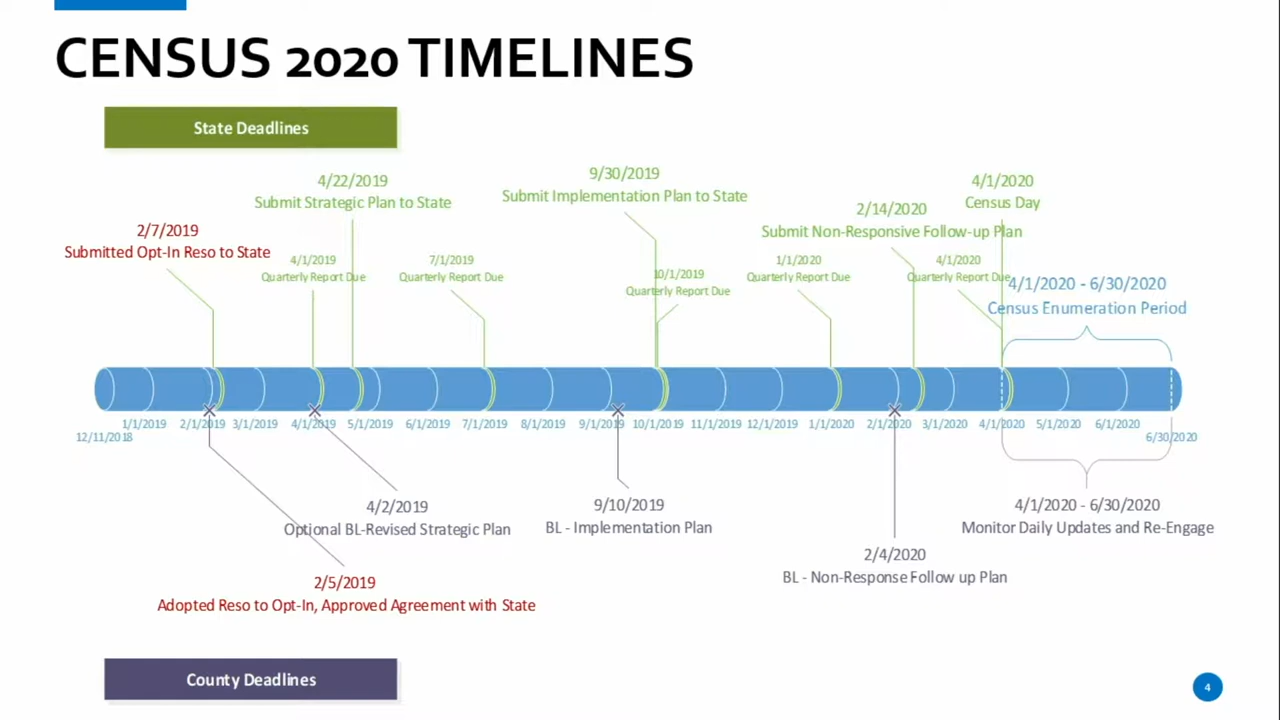 CENSUS 2020 TIMELINES
State Deadlines
4/22/2019
Submit Strategic Plan to State
9/30/2019
Submit Implementation Plan to State
4/1/2020
Census Day
2/14/2020
Submit Non-Responsive Follow-up Plan
2/7/2019
Submitted Opt-In Reso to State
4/1/2019
Quarterly Report Due
7/1/2019
Quarterly Report Due
10/1/2019
Quarterly Report Due
1/1/2020
Quarterly Report Due
4/1/2020
Quarterly Report Due
4/1/2020 - 6/30/2020
Census Enumeration Period
1/1/2019 2/1/2019 3/1/2019 4/1/2019 5/1/2019 6/1/2019 7/1/2019 8/1/2019 9/1/2019 10/1/2019 11/1/2019 12/1/2019 1/1/2020 2/1/2020 3/1/2020 4/1/2020 5/1/2020 6/1/2020
12/11/2018 6/30/2020
4/2/2019
Optional BL-Revised Strategic Plan
9/10/2019
BL - Implementation Plan
4/1/2020 - 6/30/2020
Monitor Daily Updates and Re-Engage
2/4/2020
BL - Non-Response Follow up Plan
2/5/2019
Adopted Reso to Opt-In, Approved Agreement with State
County Deadlines
4